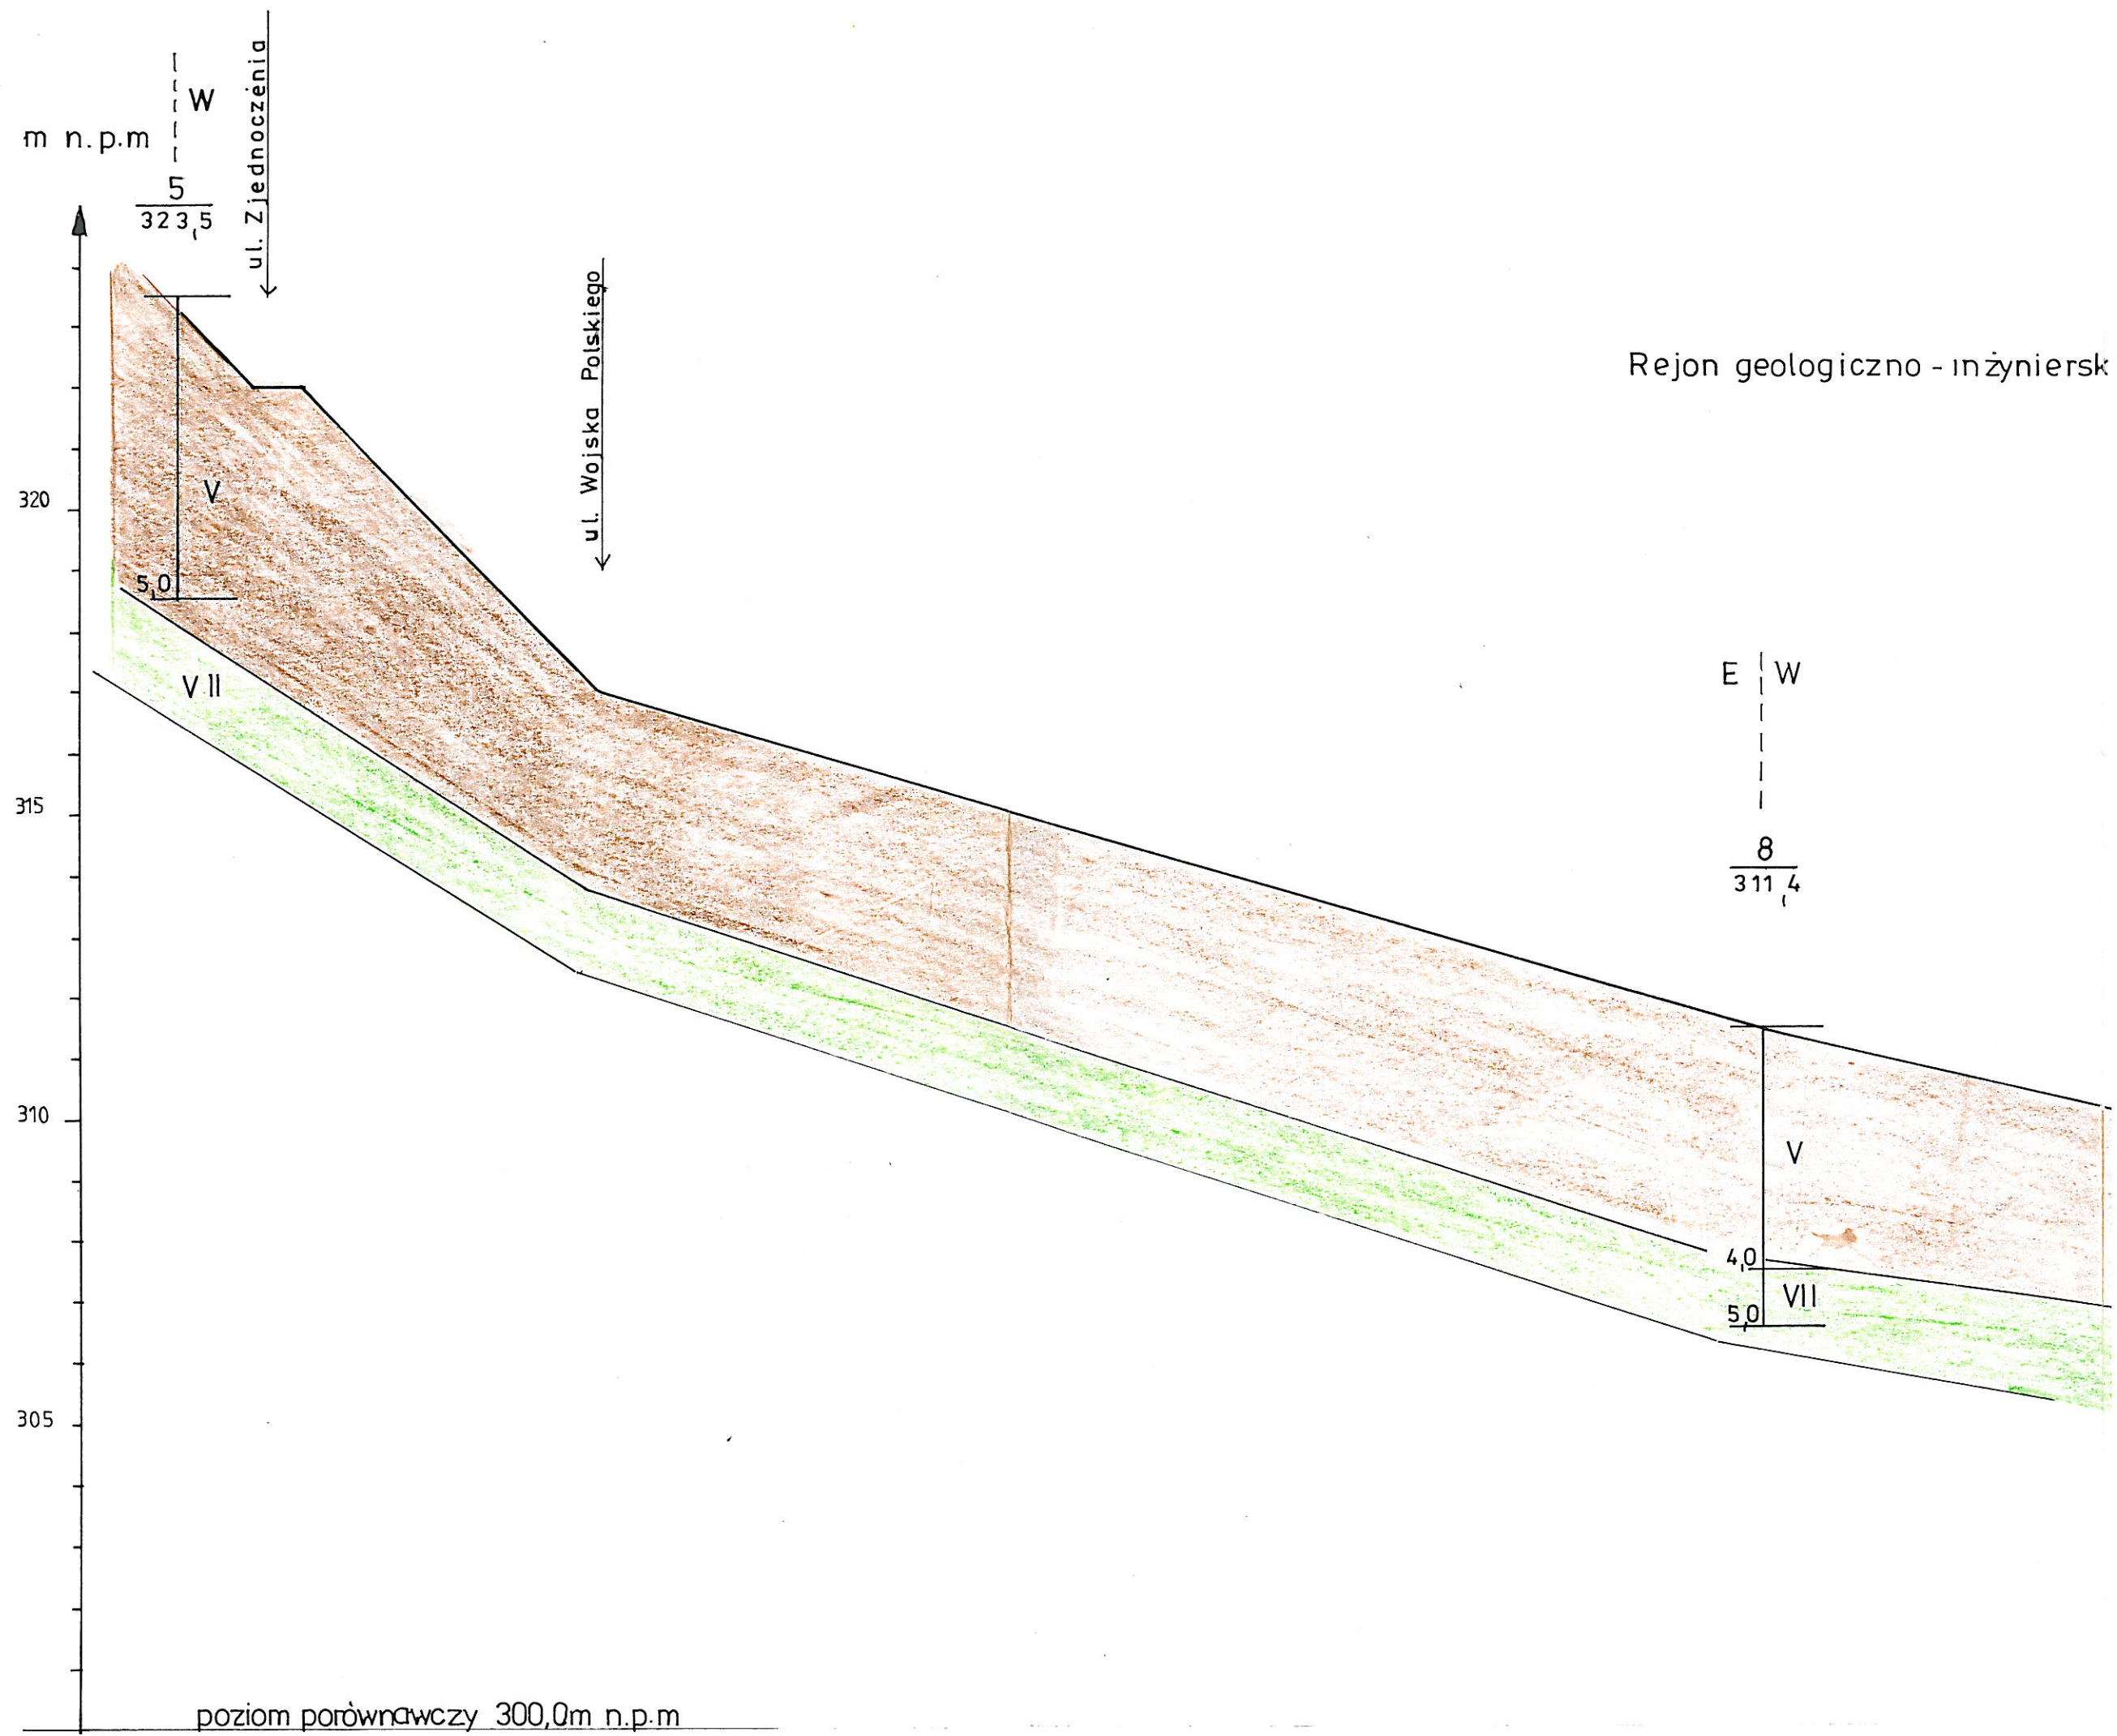 m n.p.m
W
5
323,5
ul. Zjednoczenia
ul. Wojska Polskiego
Rejon geologiczno - inżyniersk
320
V
5,0
VII
E W
315
8
311,4
310
V
4,0
VII
5,0
305
poziom porównawczy 300,0m n.p.m